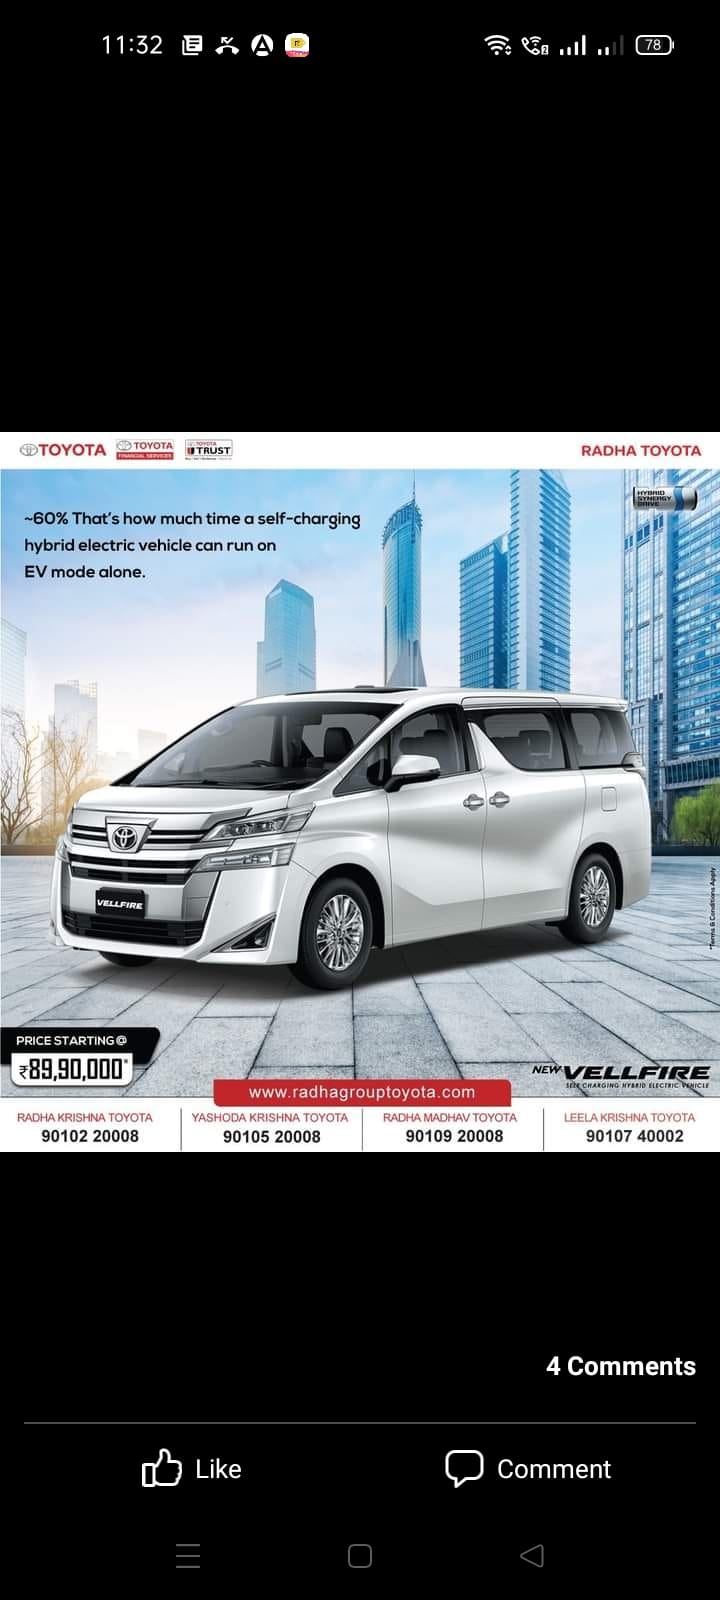 11:32
78
TOYOTA
TOYOTA
FINANCIAL SERVICES
TOYOTA
U TRUST
RADHA TOYOTA
HYBRID
SYNERGY
DRIVE
~60% That's how much time a self-charging
hybrid electric vehicle can run on
EV mode alone.
VELLFIRE
*Terms & Conditions Apply
PRICE STARTING @
₹89,90,000*
NEW VELLFIRE
SELF CHARGING HYBRID ELECTRIC VEHICLE
www.radhagrouptoyota.com
RADHA KRISHNA TOYOTA
90102 20008
YASHODA KRISHNA TOYOTA
90105 20008
RADHA MADHAV TOYOTA
90109 20008
LEELA KRISHNA TOYOTA
90107 40002
4 Comments
Like
Comment